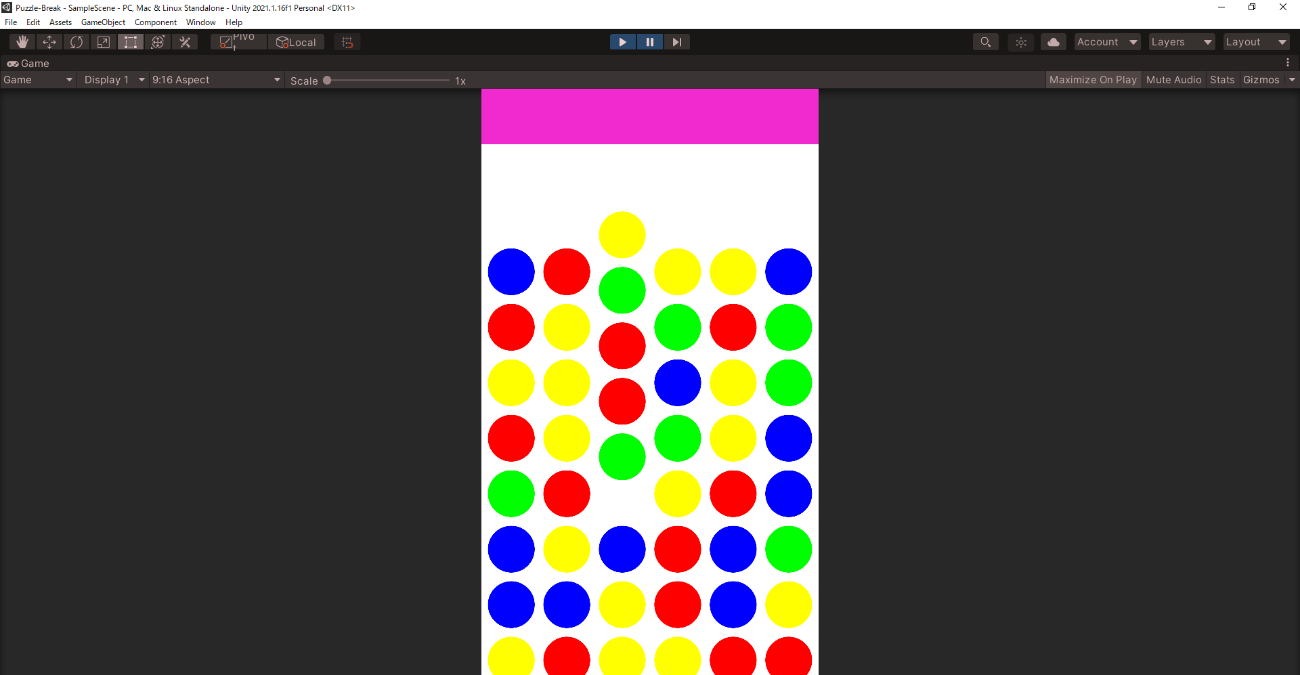 Puzzle-Break - SampleScene - PC, Mac & Linux Standalone - Unity 2021.1.16f1 Personal <DX11>
File Edit Assets GameObject Component Window Help
Pivot Local Account Layers Layout
Game
Game Display 1 9:16 Aspect Scale 1x Maximize On Play Mute Audio Stats Gizmos